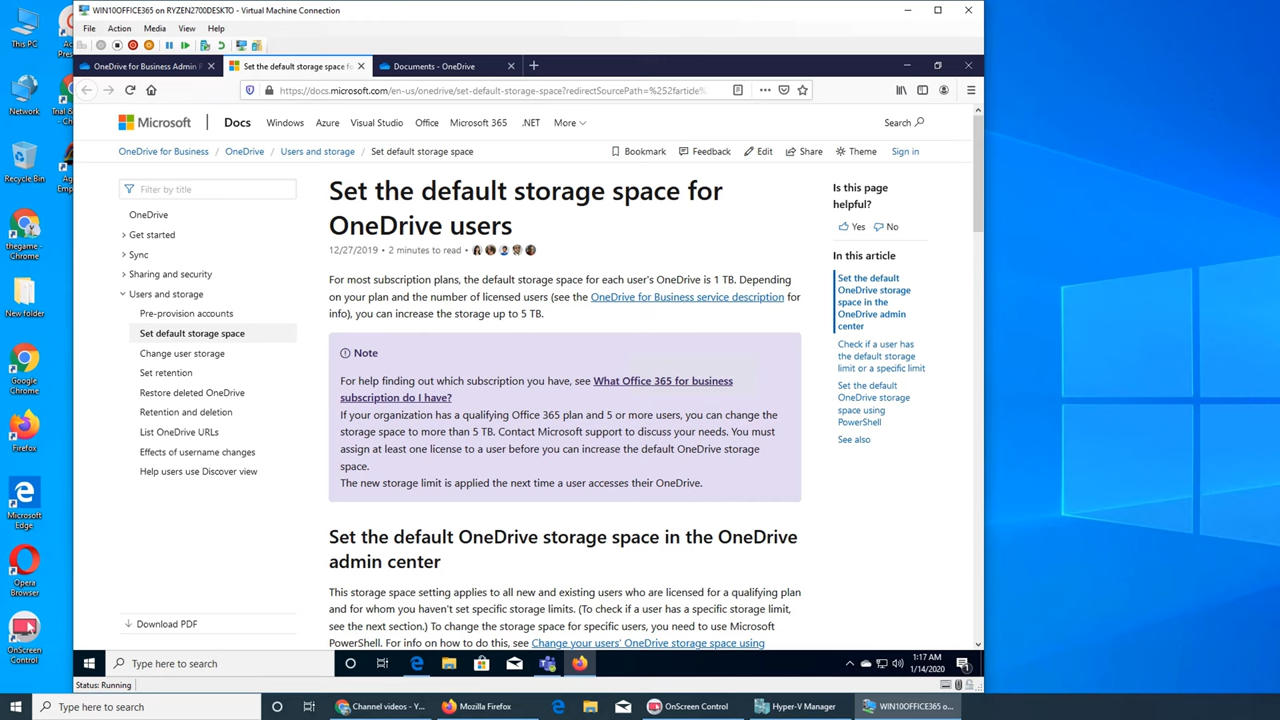 This PC
Network
Recycle Bin
thegame -
Chrome
New folder
Google
Chrome
Firefox
Microsoft
Edge
Opera
Browser
OnScreen
Control
WIN10OFFICE365 on RYZEN2700DESKTO - Virtual Machine Connection
File Action Media View Help
OneDrive for Business Admin
Set the default storage space fo
Documents - OneDrive
https://docs.microsoft.com/en-us/onedrive/set-default-storage-space?redirectSourcePath=%252farticle%
Microsoft Docs Windows Azure Visual Studio Office Microsoft 365 .NET More Search
OneDrive for Business / OneDrive / Users and storage / Set default storage space
Bookmark Feedback Edit Share Theme Sign in
Filter by title
OneDrive
Get started
Sync
Sharing and security
Users and storage
Pre-provision accounts
Set default storage space
Change user storage
Set retention
Restore deleted OneDrive
Retention and deletion
List OneDrive URLs
Effects of username changes
Help users use Discover view
Download PDF
Set the default storage space for
OneDrive users
12/27/2019 • 2 minutes to read •
For most subscription plans, the default storage space for each user's OneDrive is 1 TB. Depending
on your plan and the number of licensed users (see the OneDrive for Business service description for
info), you can increase the storage up to 5 TB.
Note
For help finding out which subscription you have, see What Office 365 for business
subscription do I have?
If your organization has a qualifying Office 365 plan and 5 or more users, you can change the
storage space to more than 5 TB. Contact Microsoft support to discuss your needs. You must
assign at least one license to a user before you can increase the default OneDrive storage
space.
The new storage limit is applied the next time a user accesses their OneDrive.
Set the default OneDrive storage space in the OneDrive
admin center
This storage space setting applies to all new and existing users who are licensed for a qualifying plan
and for whom you haven't set specific storage limits. (To check if a user has a specific storage limit,
see the next section.) To change the storage space for specific users, you need to use Microsoft
PowerShell. For info on how to do this, see Change your users' OneDrive storage space using
Is this page
helpful?
Yes No
In this article
Set the default
OneDrive storage
space in the
OneDrive admin
center
Check if a user has
the default storage
limit or a specific limit
Set the default
OneDrive storage
space using
PowerShell
See also
Type here to search
1:17 AM
1/14/2020
1
Status: Running
Type here to search
Channel videos - Y...
Mozilla Firefox
OnScreen Control
Hyper-V Manager
WIN10OFFICE365 o...